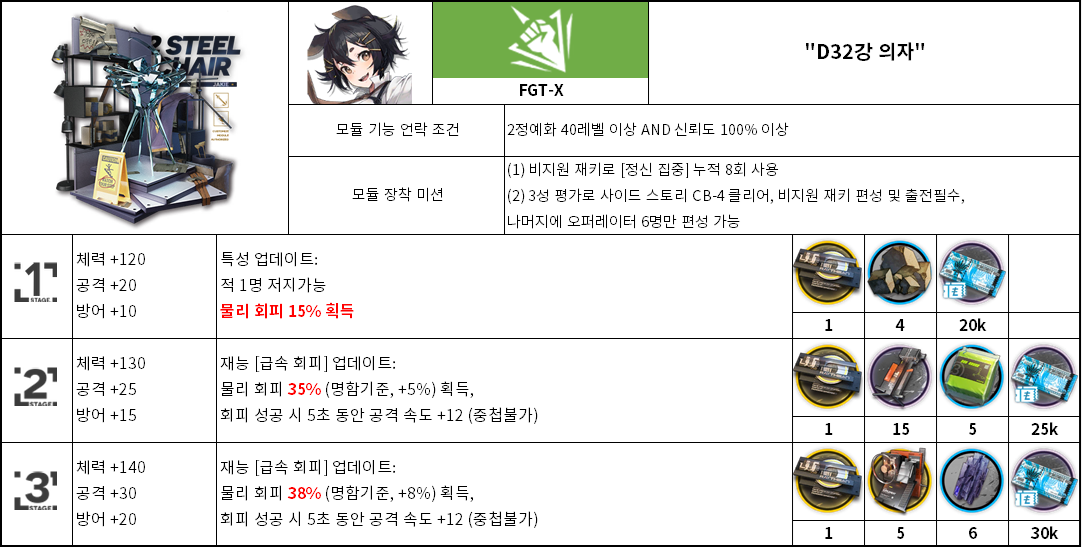 STEEL
HAIR
JAKIE
"D32강 의자"
FGT-X
모듈 기능 언락 조건
2정예화 40레벨 이상 AND 신뢰도 100% 이상
모듈 장착 미션
(1) 비지원 재키로 [정신 집중] 누적 8회 사용
(2) 3성 평가로 사이드 스토리 CB-4 클리어, 비지원 재키 편성 및 출전필수,
나머지에 오퍼레이터 6명만 편성 가능
1
STAGE
체력 +120
공격 +20
방어 +10
특성 업데이트:
적 1명 저지가능
물리 회피 15% 획득
1
4
20k
2
STAGE
체력 +130
공격 +25
방어 +15
재능 [급속 회피] 업데이트:
물리 회피 35% (명함기준, +5%) 획득,
회피 성공 시 5초 동안 공격 속도 +12 (중첩불가)
1
15
5
25k
3
STAGE
체력 +140
공격 +30
방어 +20
재능 [급속 회피] 업데이트:
물리 회피 38% (명함기준, +8%) 획득,
회피 성공 시 5초 동안 공격 속도 +12 (중첩불가)
1
5
6
30k